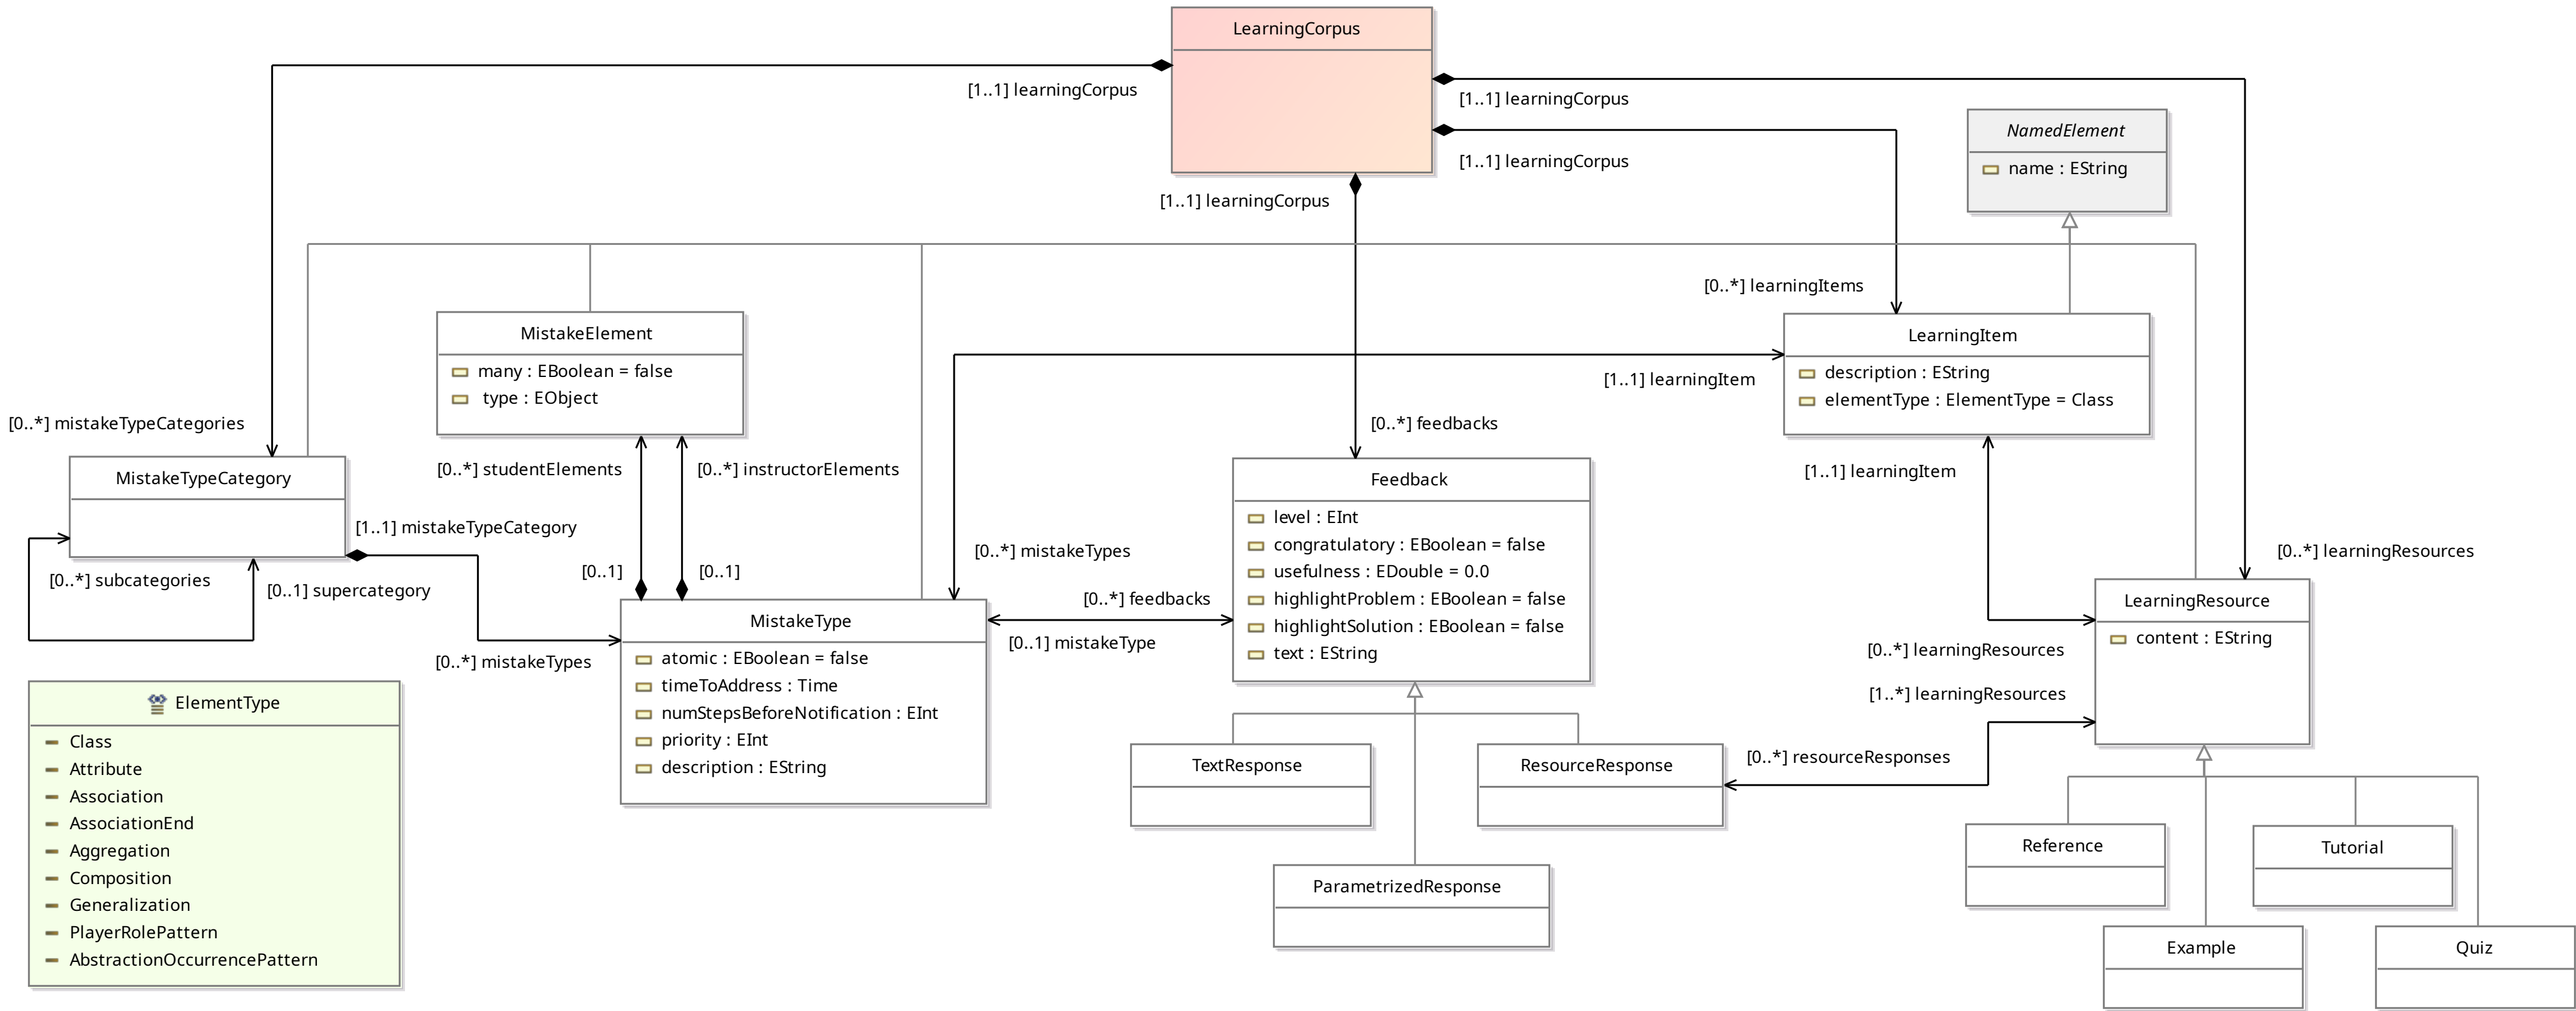 LearningCorpus
[1..1] learningCorpus
[1..1] learningCorpus
[1..1] learningCorpus
[1..1] learningCorpus
NamedElement
name : EString
[0..*] learningItems
MistakeElement
many : EBoolean = false
type : EObject
LearningItem
description : EString
elementType : ElementType = Class
[1..1] learningItem
[0..*] mistakeTypeCategories
[0..*] feedbacks
MistakeTypeCategory
[0..*] studentElements
[0..*] instructorElements
[1..1] learningItem
Feedback
level : EInt
congratulatory : EBoolean = false
usefulness : EDouble = 0.0
highlightProblem : EBoolean = false
highlightSolution : EBoolean = false
text : EString
[1..1] mistakeTypeCategory
[0..*] subcategories
[0..1] supercategory
[0..1]
[0..1]
[0..*] mistakeTypes
[0..*] learningResources
[0..*] feedbacks
[0..1] mistakeType
[0..*] mistakeTypes
MistakeType
atomic : EBoolean = false
timeToAddress : Time
numStepsBeforeNotification : EInt
priority : EInt
description : EString
LearningResource
content : EString
[0..*] learningResources
[1..*] learningResources
[0..*] resourceResponses
ElementType
Class
Attribute
Association
AssociationEnd
Aggregation
Composition
Generalization
PlayerRolePattern
AbstractionOccurrencePattern
TextResponse
ResourceResponse
ParametrizedResponse
Reference
Tutorial
Example
Quiz